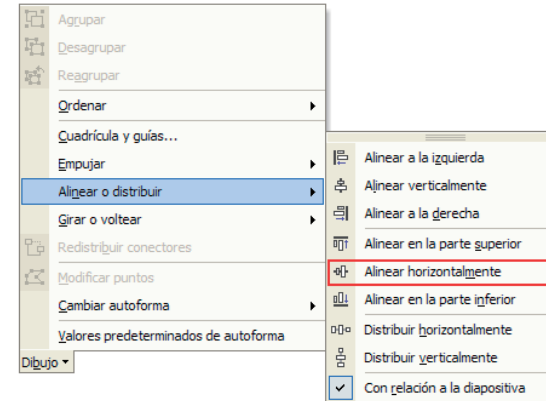 Agrupar
Desagrupar
Reagrupar
Ordenar
Cuadrícula y guías...
Empujar
Alinear o distribuir
Girar o voltear
Redistribuir conectores
Modificar puntos
Cambiar autoforma
Valores predeterminados de autoforma
Dibujo
Alinear a la izquierda
Alinear verticalmente
Alinear a la derecha
Alinear en la parte superior
Alinear horizontalmente
Alinear en la parte inferior
Distribuir horizontalmente
Distribuir verticalmente
Con relación a la diapositiva